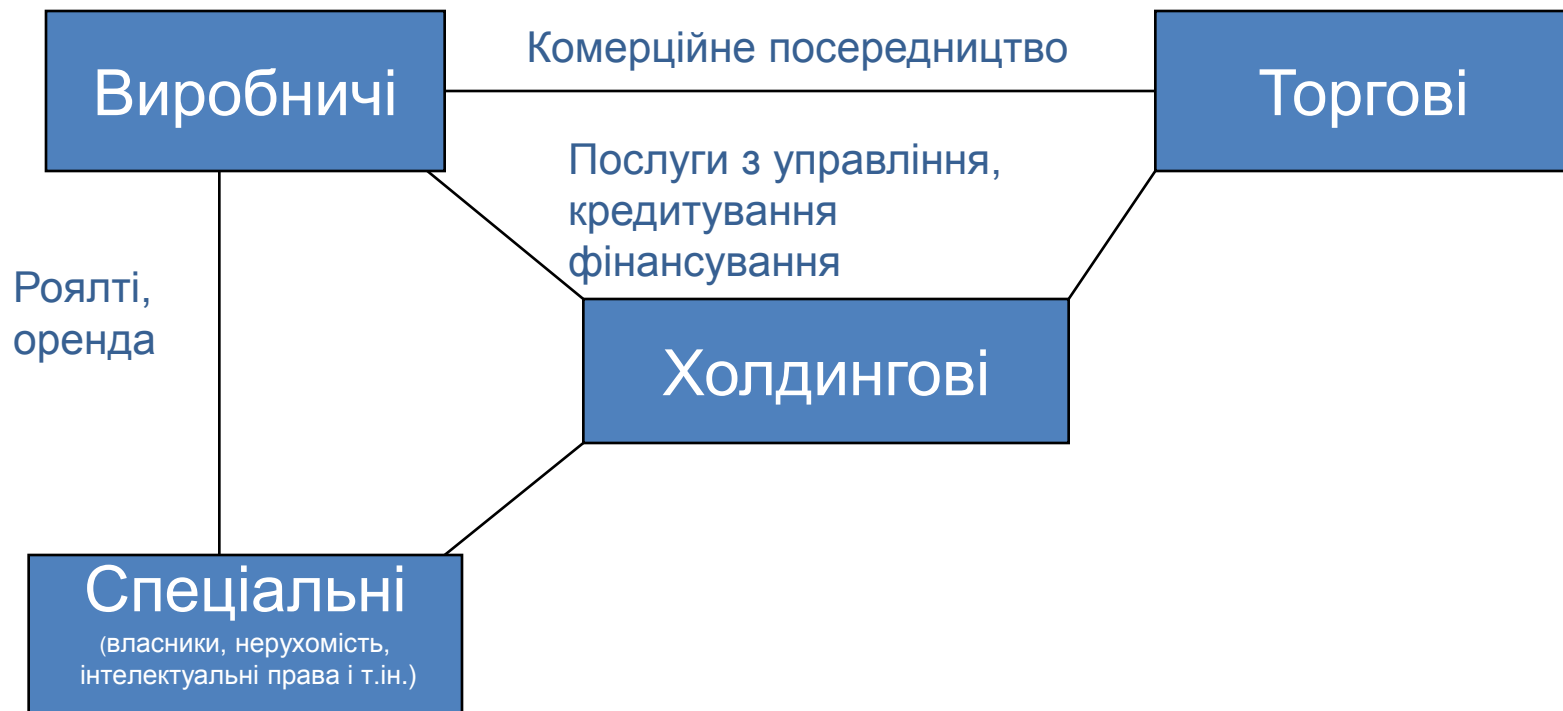 Комерційне посередництво
Виробничі
Торгові
Послуги з управління,
кредитування
фінансування
Роялті,
оренда
Холдингові
Спеціальні
(власники, нерухомість,
інтелектуальні права і т.ін.)